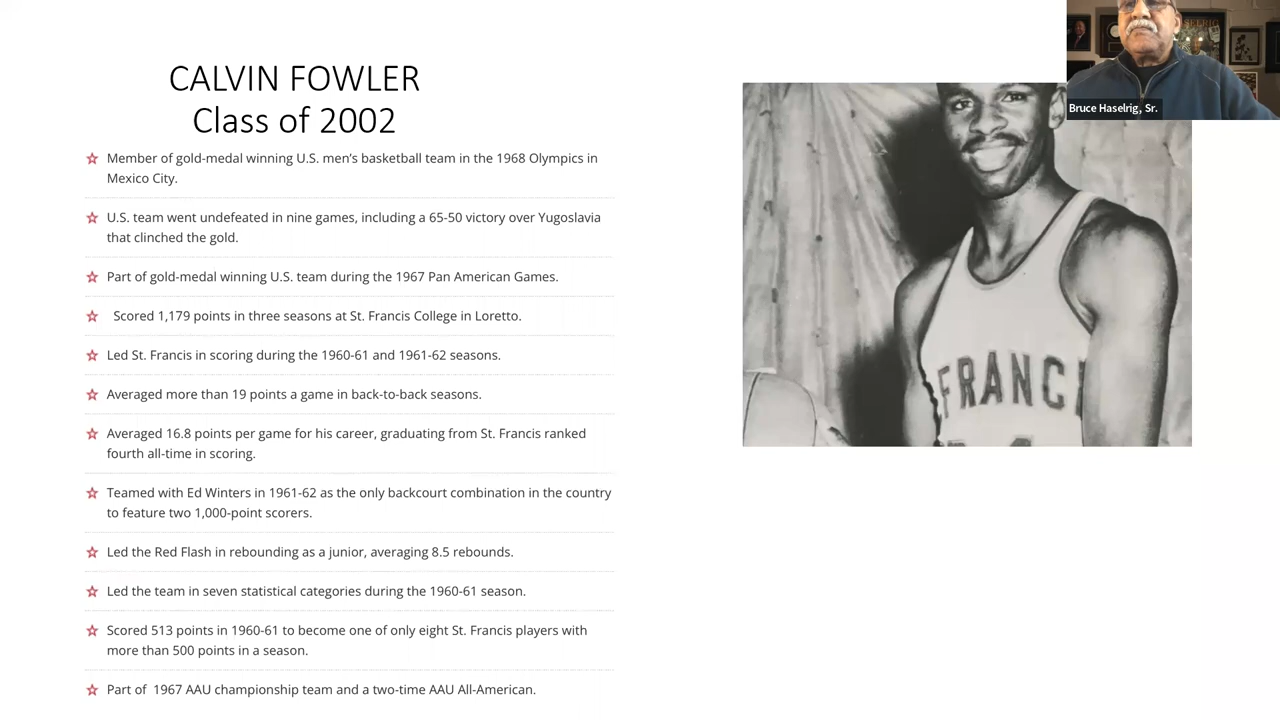 CALVIN FOWLER
Class of 2002
Member of gold-medal winning U.S. men’s basketball team in the 1968 Olympics in
Mexico City.
U.S. team went undefeated in nine games, including a 65-50 victory over Yugoslavia
that clinched the gold.
Part of gold-medal winning U.S. team during the 1967 Pan American Games.
Scored 1,179 points in three seasons at St. Francis College in Loretto.
Led St. Francis in scoring during the 1960-61 and 1961-62 seasons.
Averaged more than 19 points a game in back-to-back seasons.
Averaged 16.8 points per game for his career, graduating from St. Francis ranked
fourth all-time in scoring.
Teamed with Ed Winters in 1961-62 as the only backcourt combination in the country
to feature two 1,000-point scorers.
Led the Red Flash in rebounding as a junior, averaging 8.5 rebounds.
Led the team in seven statistical categories during the 1960-61 season.
Scored 513 points in 1960-61 to become one of only eight St. Francis players with
more than 500 points in a season.
Part of  1967 AAU championship team and a two-time AAU All-American.
FRANCI
SELRIG
Bruce Haselrig, Sr.